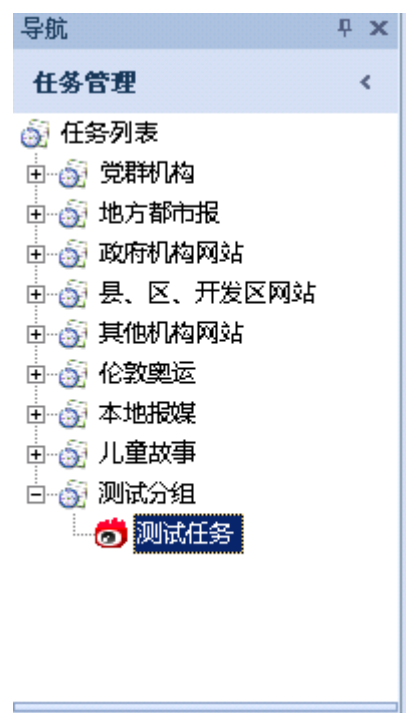 导航
任务管理
任务列表
党群机构
地方都市报
政府机构网站
县、区、开发区网站
其他机构网站
伦敦奥运
本地报媒
儿童故事
测试分组
测试任务